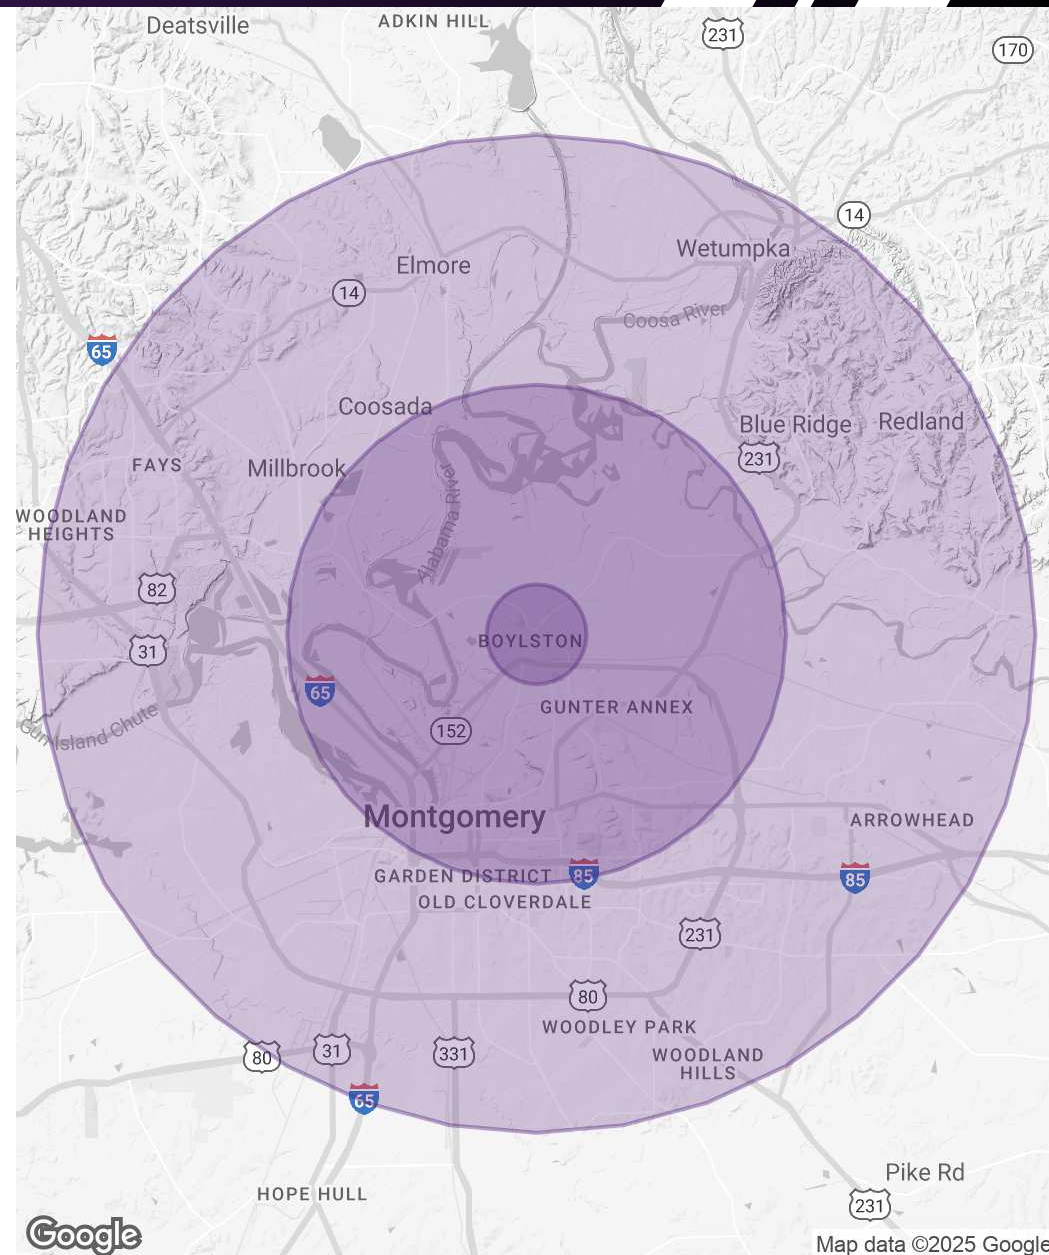 Deatsville
ADKIN HILL
231
170
14
Wetumpka
Elmore
14
Coosa River
65
Coosada
Blue Ridge
Redland
231
FAYS
Millbrook
Alabama River
WOODLAND
HEIGHTS
82
BOYLSTON
31
65
GUNTER ANNEX
Gun Island Chute
152
Montgomery
ARROWHEAD
GARDEN DISTRICT
85
85
OLD CLOVERDALE
231
80
WOODLEY PARK
80
31
331
WOODLAND
HILLS
65
Pike Rd
HOPE HULL
231
Google
Map data ©2025 Google